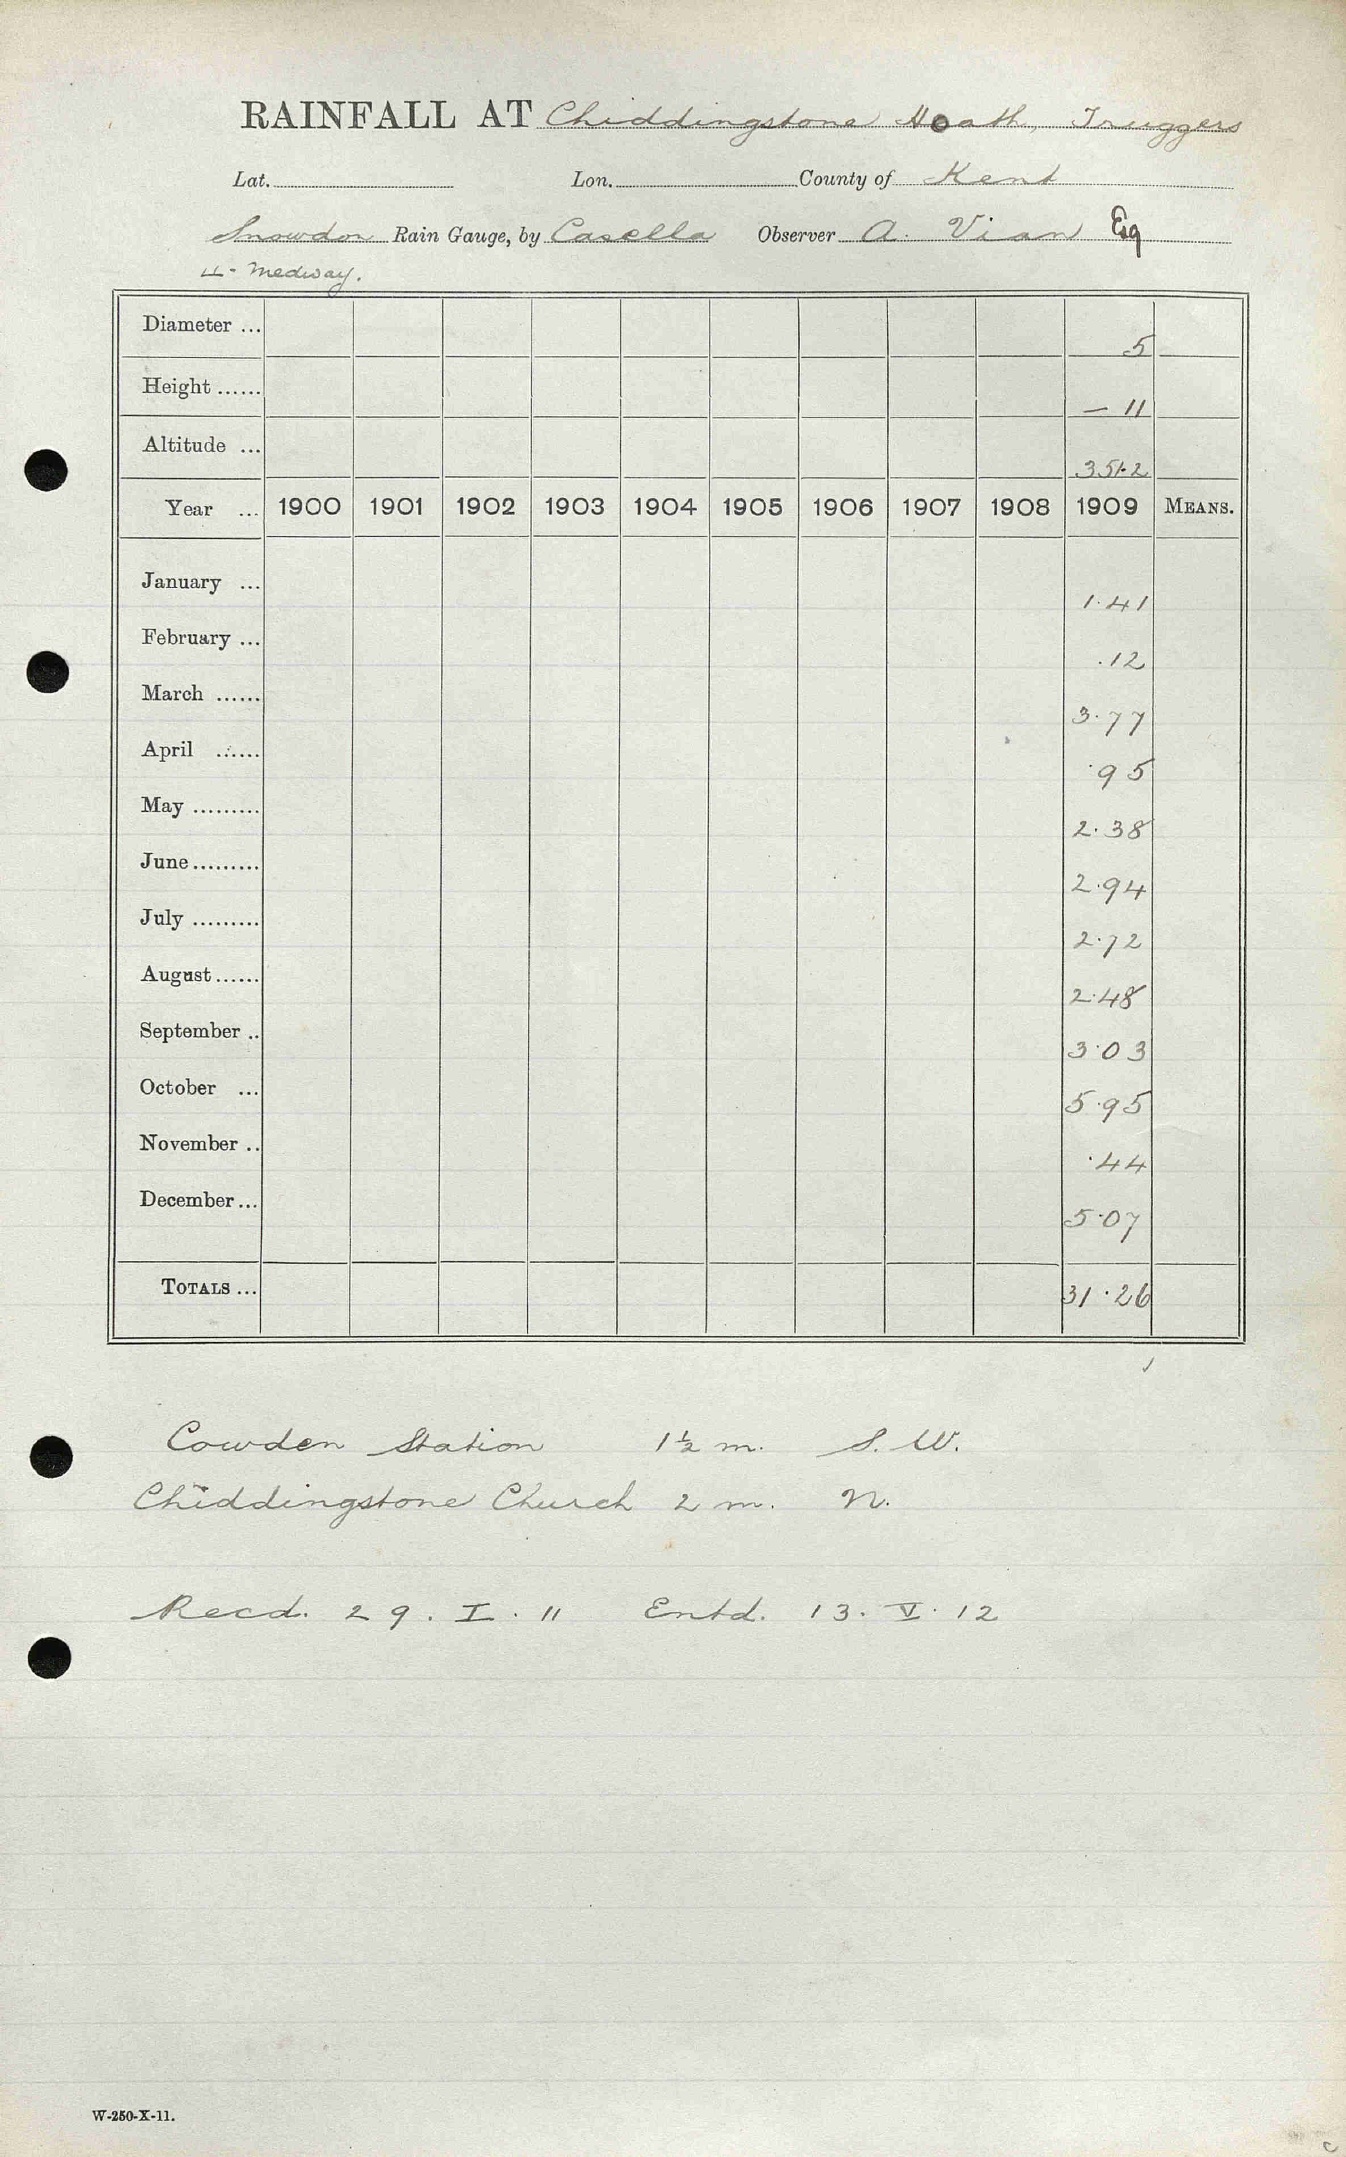 RAINFALL AT Chiddingstone Hoath, Truggers
Lat. Lon. County of Kent
Snowdon Rain Gauge, by Casella Observer A. Vian Esq
Medway.
Diameter ... 5
Height ...... — 11
Altitude ... 351.2
Year ... 1900 1901 1902 1903 1904 1905 1906 1907 1908 1909 MEANS.
January ... 1.41
February ... .12
March ...... 3.77
April ...... .95
May ......... 2.38
June ......... 2.94
July ......... 2.72
August ...... 2.48
September .. 3.03
October ... 5.95
November .. .44
December ... 5.07
TOTALS ... 31.26
Cowden Station 1½ m. S. W.
Chiddingstone Church 2 m. N.
Recd. 29. I. 11 Entd. 13. V. 12
W-250-X-11.